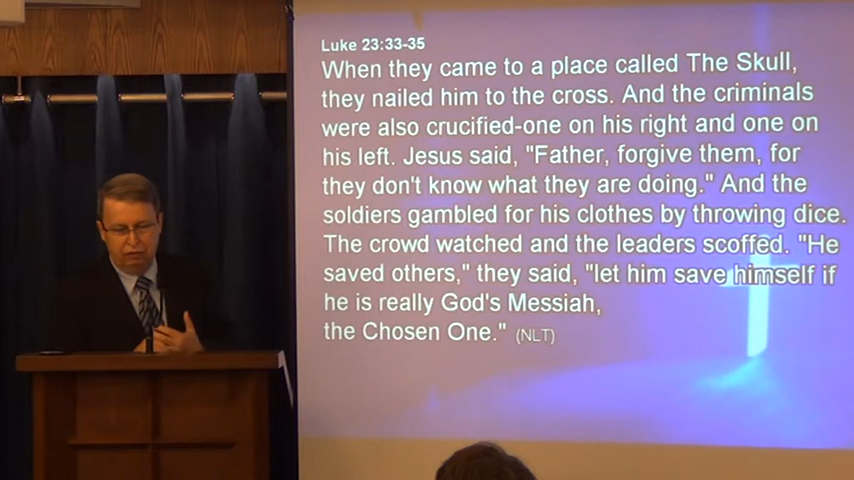 Luke 23:33-35
When they came to a place called The Skull,
they nailed him to the cross. And the criminals
were also crucified-one on his right and one on
his left. Jesus said, "Father, forgive them, for
they don't know what they are doing." And the
soldiers gambled for his clothes by throwing dice.
The crowd watched and the leaders scoffed. "He
saved others," they said, "let him save himself if
he is really God's Messiah,
the Chosen One." (NLT)